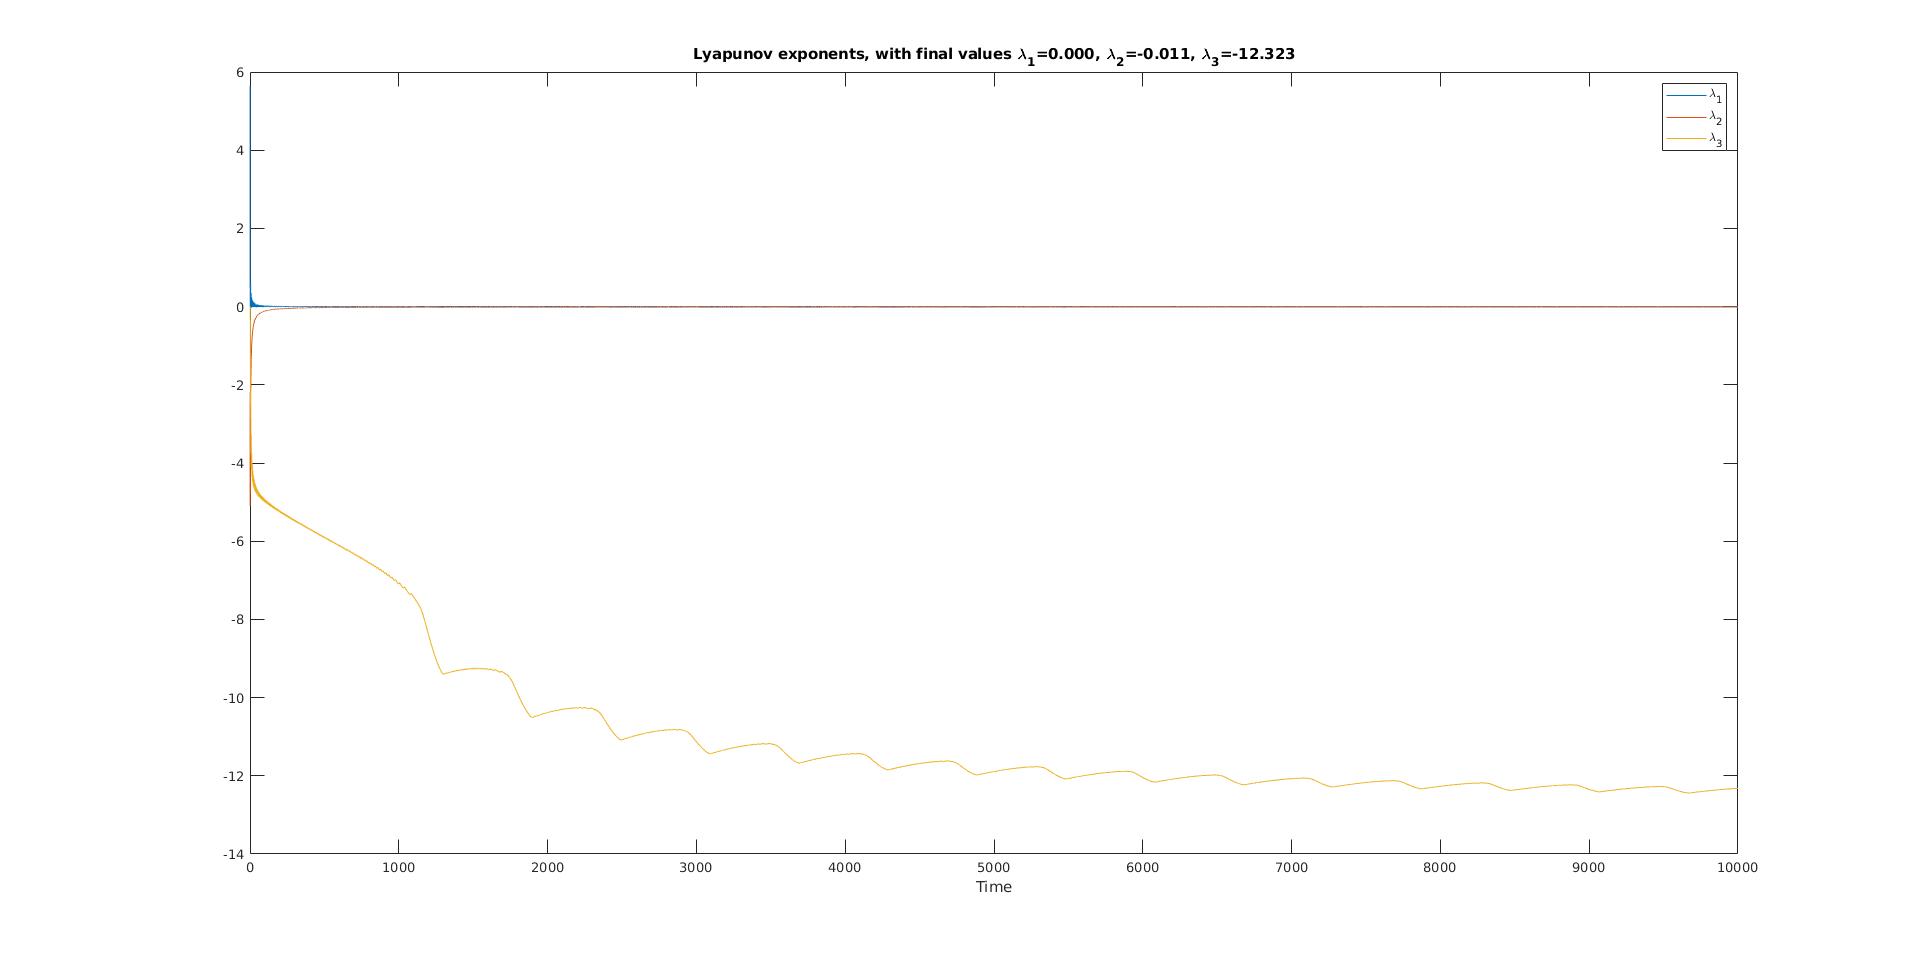 Lyapunov exponents, with final values λ₁=0.000, λ₂=-0.011, λ₃=-12.323
6
4
2
0
-2
-4
-6
-8
-10
-12
-14
λ₁
λ₂
λ₃
0 1000 2000 3000 4000 5000 6000 7000 8000 9000 10000
Time